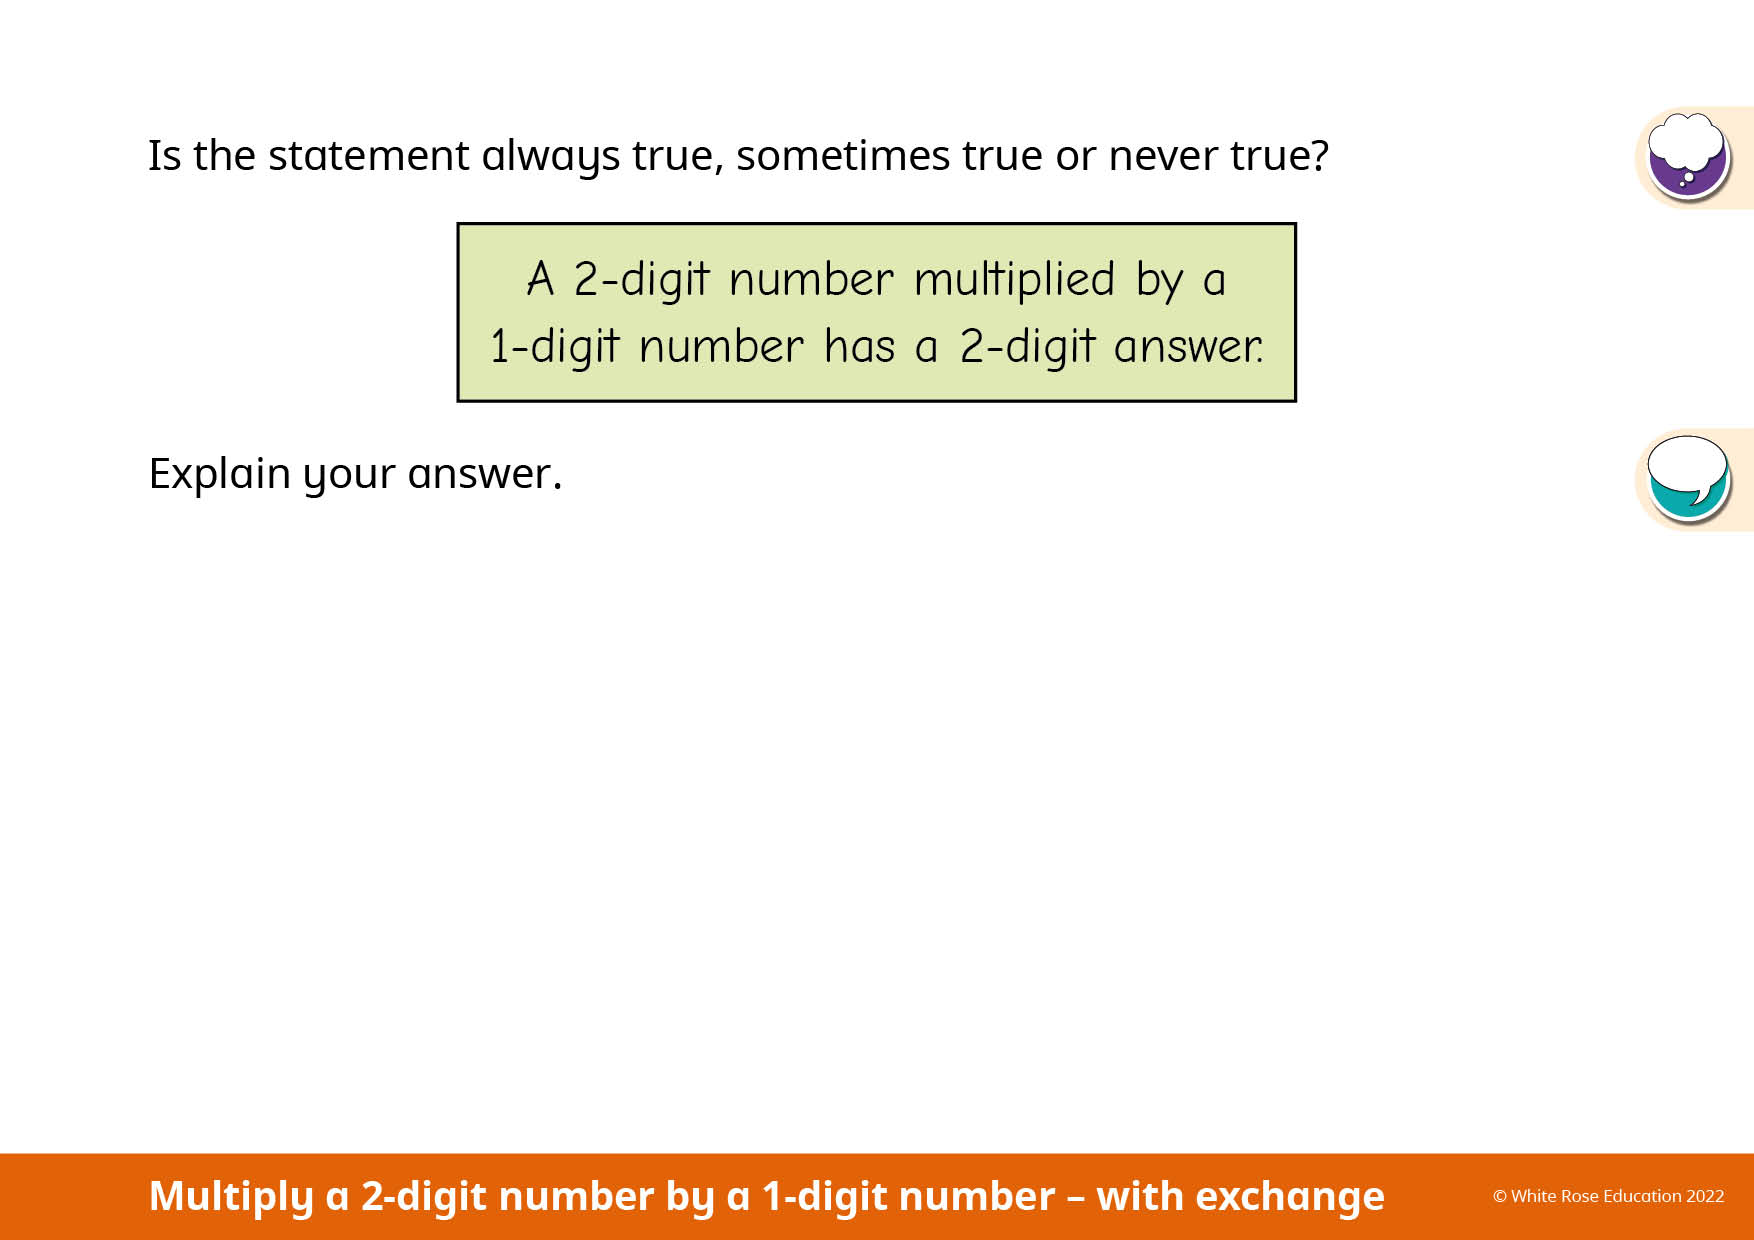 Is the statement always true, sometimes true or never true?
A 2-digit number multiplied by a
1-digit number has a 2-digit answer.
Explain your answer.
Multiply a 2-digit number by a 1-digit number – with exchange
© White Rose Education 2022